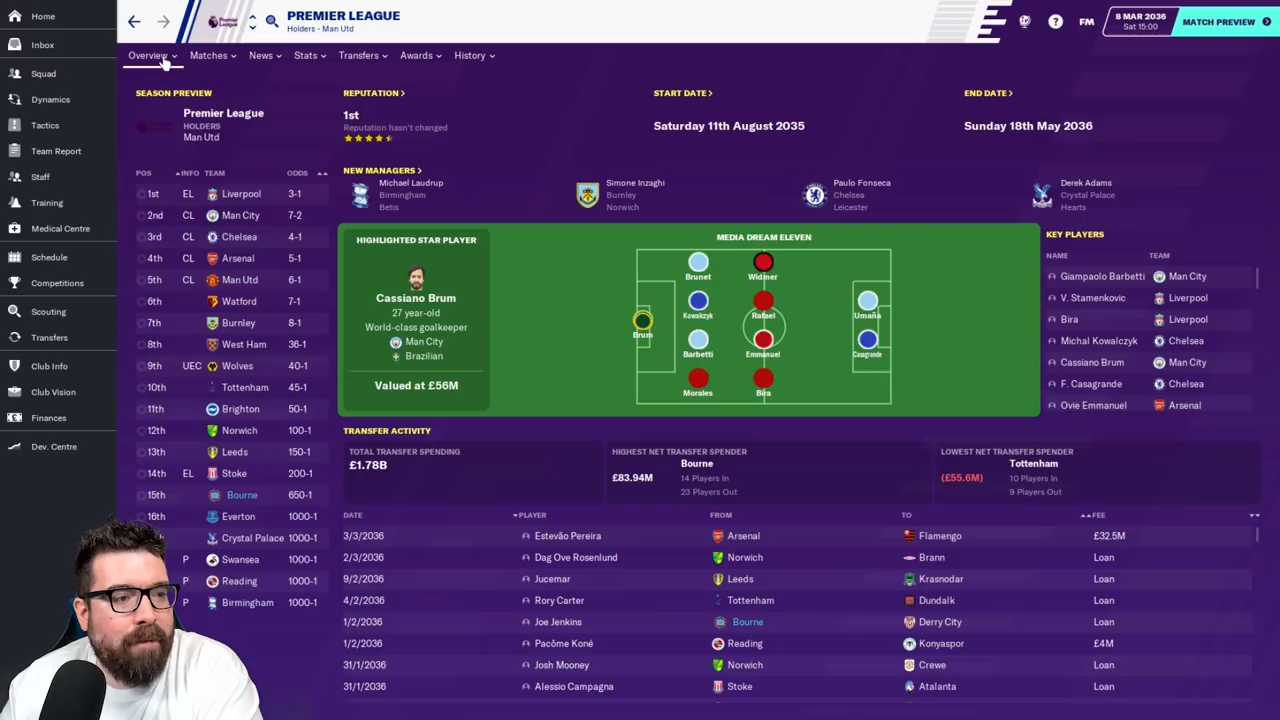 Home
Inbox
Squad
Dynamics
Tactics
Team Report
Staff
Training
Medical Centre
Schedule
Competitions
Scouting
Transfers
Club Info
Club Vision
Finances
Dev. Centre
PREMIER LEAGUE
Holders - Man Utd
FM
8 MAR 2036
Sat 15:00
MATCH PREVIEW
Overview Matches News Stats Transfers Awards History
SEASON PREVIEW
Premier League
HOLDERS
Man Utd
POS INFO TEAM ODDS
1st EL Liverpool 3-1
2nd CL Man City 7-2
3rd CL Chelsea 4-1
4th CL Arsenal 5-1
5th CL Man Utd 6-1
6th Watford 7-1
7th Burnley 8-1
8th West Ham 36-1
9th UEC Wolves 40-1
10th Tottenham 45-1
11th Brighton 50-1
12th Norwich 100-1
13th Leeds 150-1
14th EL Stoke 200-1
15th Bourne 650-1
16th Everton 1000-1
Crystal Palace 1000-1
P Swansea 1000-1
P Reading 1000-1
P Birmingham 1000-1
REPUTATION >
1st
Reputation hasn't changed
START DATE >
Saturday 11th August 2035
END DATE >
Sunday 18th May 2036
NEW MANAGERS >
Michael Laudrup
Birmingham
Betis
Simone Inzaghi
Burnley
Norwich
Paulo Fonseca
Chelsea
Leicester
Derek Adams
Crystal Palace
Hearts
HIGHLIGHTED STAR PLAYER
Cassiano Brum
27 year-old
World-class goalkeeper
Man City
Brazilian
Valued at £56M
MEDIA DREAM ELEVEN
Brunet Widmer
Kowalczyk Rafael Umaña
Brum
Barbetti Emmanuel Casagrande
Morales Bira
KEY PLAYERS
NAME TEAM
Giampaolo Barbetti Man City
V. Stamenkovic Liverpool
Bira Liverpool
Michal Kowalczyk Chelsea
Cassiano Brum Man City
F. Casagrande Chelsea
Ovie Emmanuel Arsenal
TRANSFER ACTIVITY
TOTAL TRANSFER SPENDING
£1.78B
HIGHEST NET TRANSFER SPENDER
£83.94M
Bourne
14 Players In
23 Players Out
LOWEST NET TRANSFER SPENDER
(£55.6M)
Tottenham
10 Players In
9 Players Out
DATE PLAYER FROM TO FEE
3/3/2036 Estevão Pereira Arsenal Flamengo £32.5M
2/3/2036 Dag Ove Rosenlund Norwich Brann Loan
9/2/2036 Jucemar Leeds Krasnodar Loan
4/2/2036 Rory Carter Tottenham Dundalk Loan
1/2/2036 Joe Jenkins Bourne Derry City Loan
1/2/2036 Pacôme Koné Reading Konyaspor £4M
31/1/2036 Josh Mooney Norwich Crewe Loan
31/1/2036 Alessio Campagna Stoke Atalanta Loan